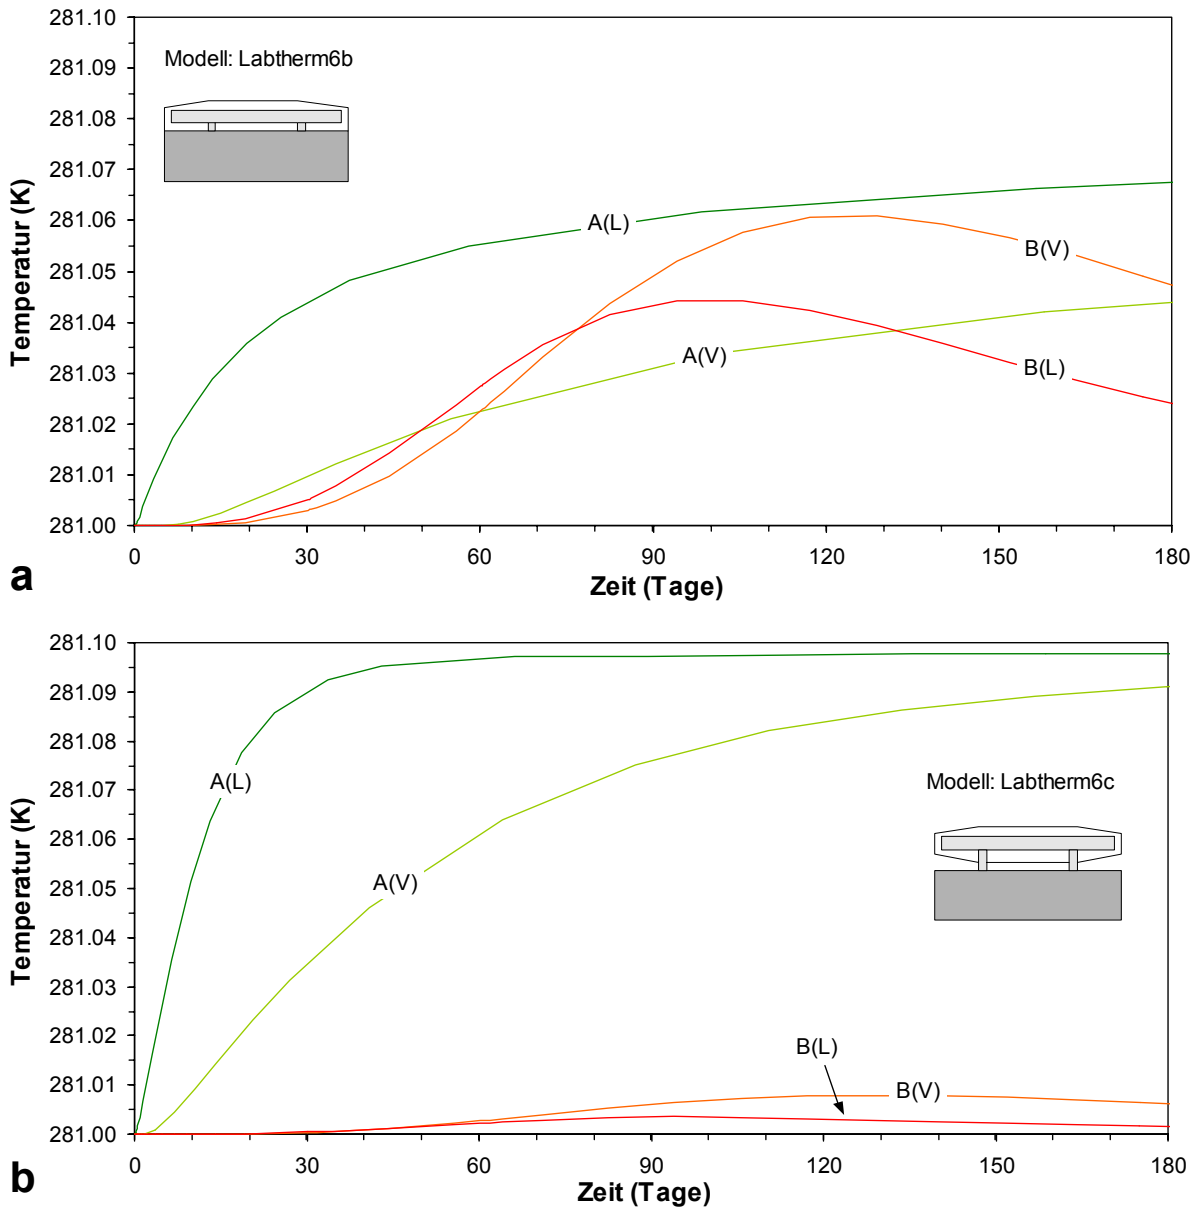 281.10
281.09
281.08
281.07
281.06
281.05
281.04
281.03
281.02
281.01
281.00
Temperatur (K)
Modell: Labtherm6b
A(L)
B(V)
A(V)
B(L)
0 30 60 90 120 150 180
Zeit (Tage)
a
281.10
281.09
281.08
281.07
281.06
281.05
281.04
281.03
281.02
281.01
281.00
Temperatur (K)
A(L)
Modell: Labtherm6c
A(V)
B(L)
B(V)
0 30 60 90 120 150 180
Zeit (Tage)
b